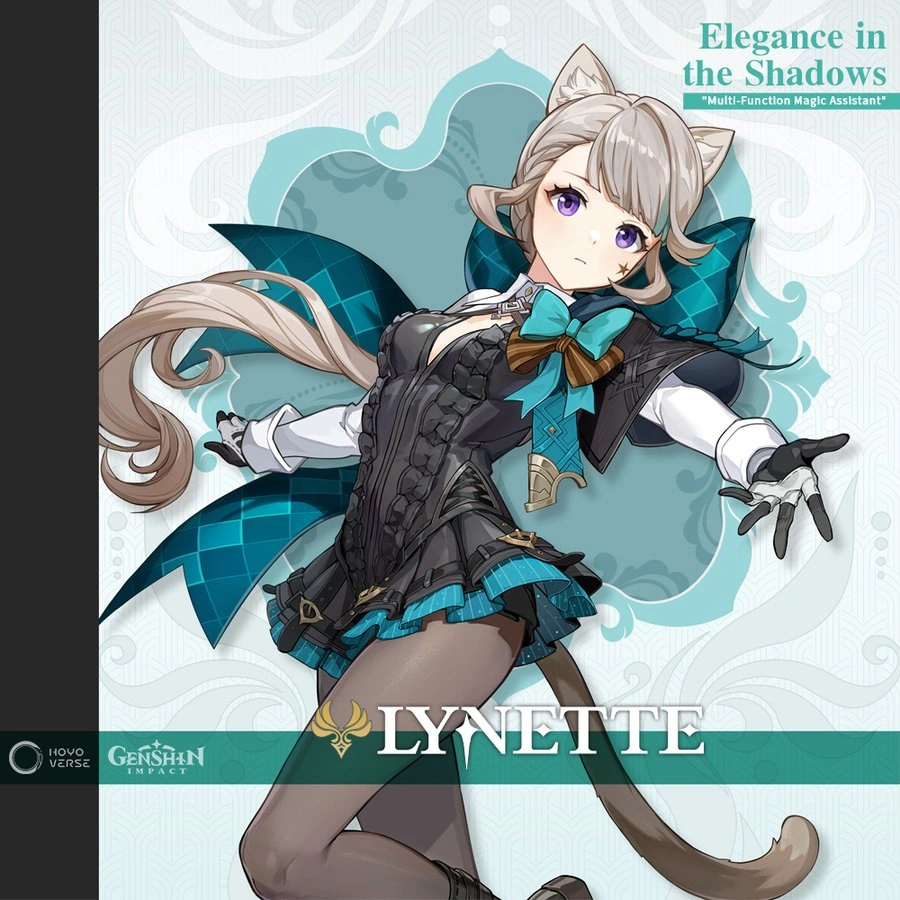 Elegance in
the Shadows
"Multi-Function Magic Assistant"
LYNETTE
HOYO
VERSE
GENSHIN
IMPACT